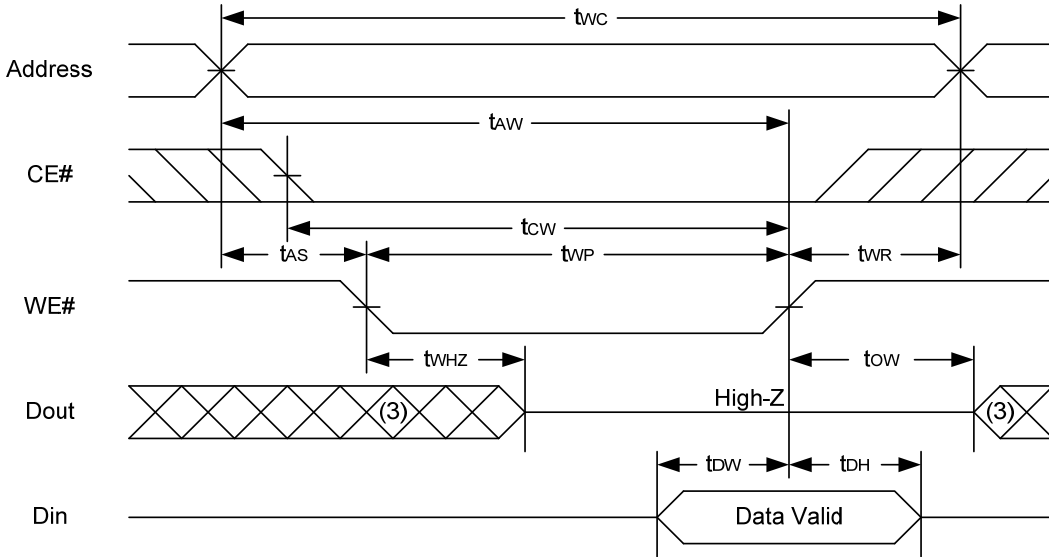 tWC
Address
tAW
CE#
tCW
tAS
tWP
tWR
WE#
tWHZ
tOW
Dout
(3)
High-Z
(3)
tDW
tDH
Din
Data Valid